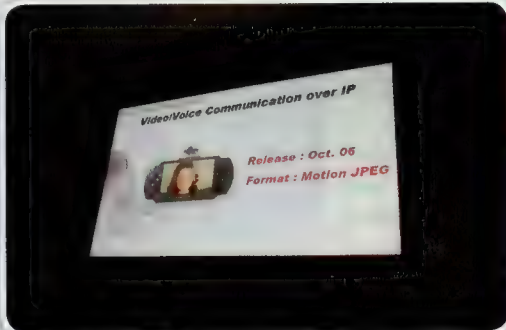 Video/Voice Communication over IP
Release : Oct. 06
Format : Motion JPEG